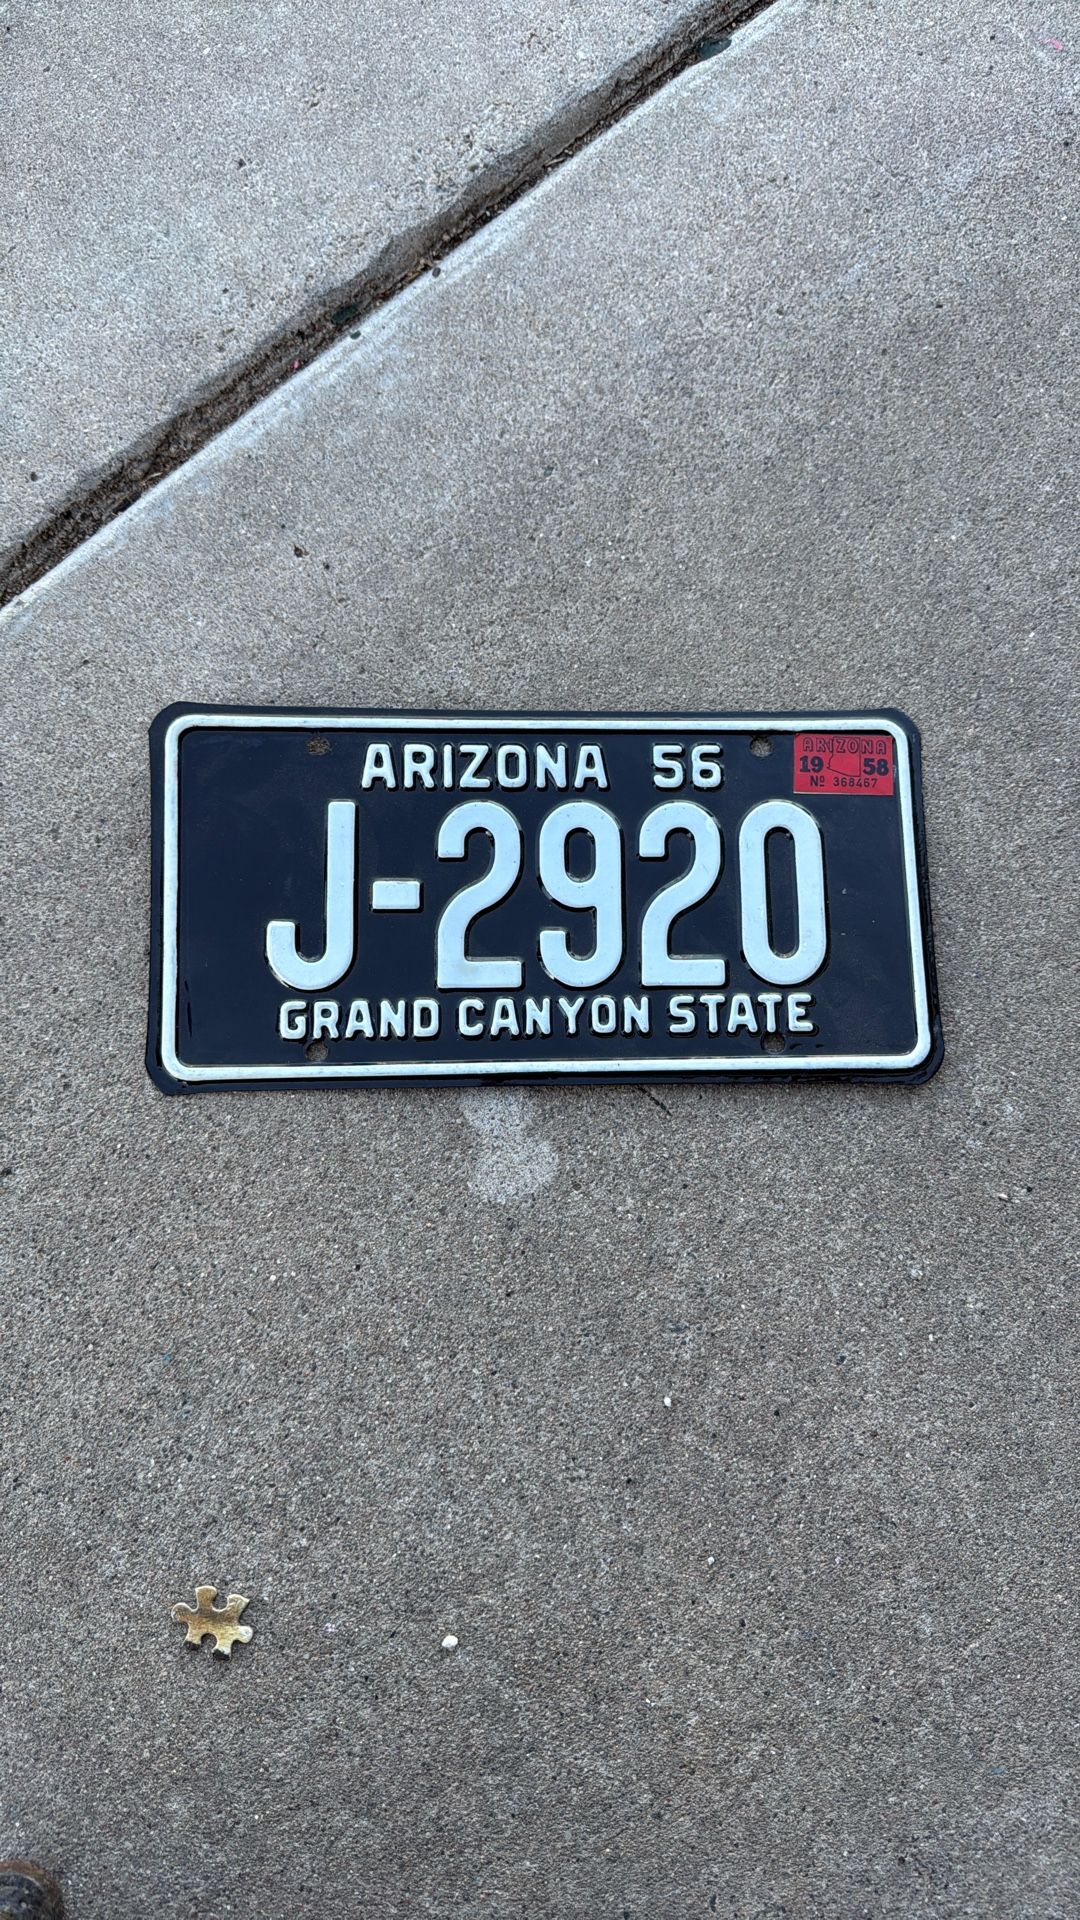 ARIZONA 56
ARIZONA
19 58
Nº 368467
J-2920
GRAND CANYON STATE